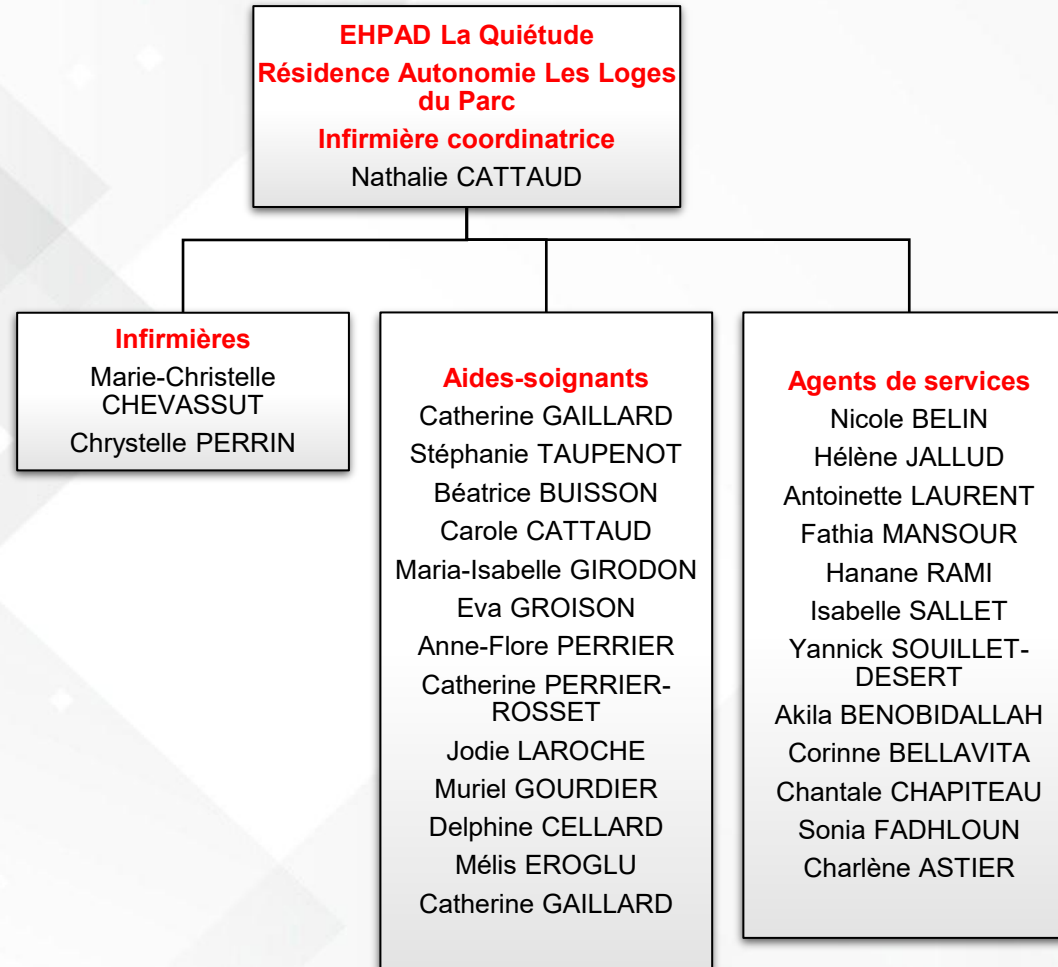 EHPAD La Quiétude
Résidence Autonomie Les Loges
du Parc
Infirmière coordinatrice
Nathalie CATTAUD
Infirmières
Marie-Christelle
CHEVASSUT
Chrystelle PERRIN
Aides-soignants
Catherine GAILLARD
Stéphanie TAUPENOT
Béatrice BUISSON
Carole CATTAUD
Maria-Isabelle GIRODON
Eva GROISON
Anne-Flore PERRIER
Catherine PERRIER-
ROSSET
Jodie LAROCHE
Muriel GOURDIER
Delphine CELLARD
Mélis EROGLU
Catherine GAILLARD
Agents de services
Nicole BELIN
Hélène JALLUD
Antoinette LAURENT
Fathia MANSOUR
Hanane RAMI
Isabelle SALLET
Yannick SOUILLET-
DESERT
Akila BENOBIDALLAH
Corinne BELLAVITA
Chantale CHAPITEAU
Sonia FADHLOUN
Charlène ASTIER